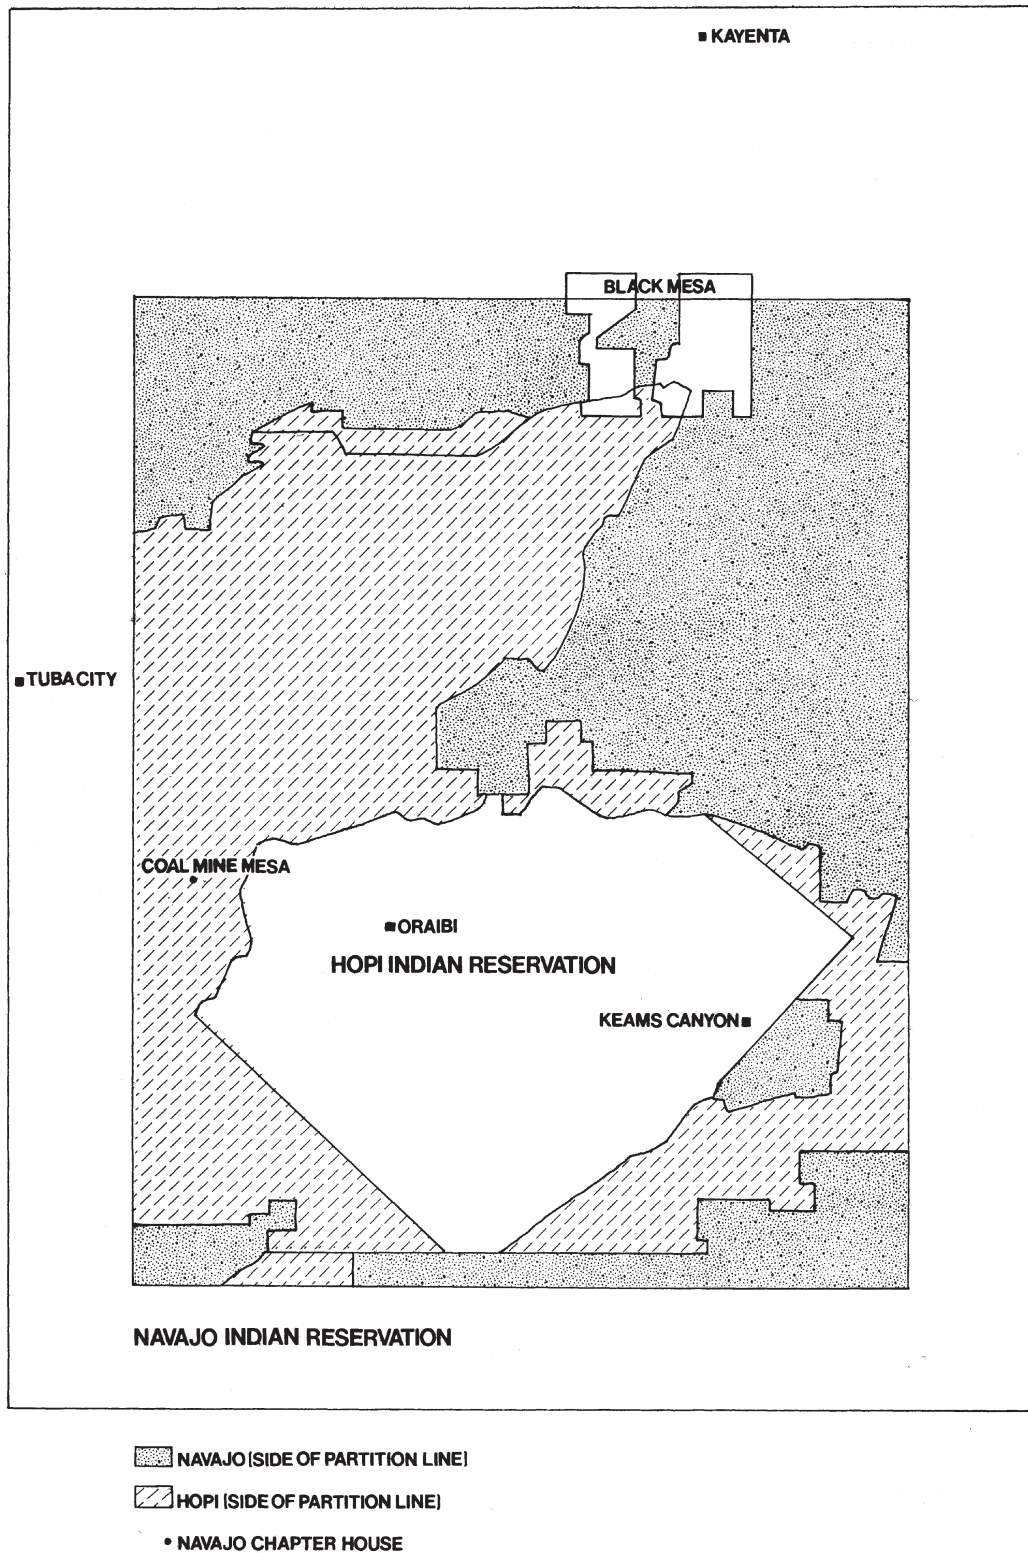 KAYENTA
BLACK MESA
TUBA CITY
COAL MINE MESA
ORAIBI
HOPI INDIAN RESERVATION
KEAMS CANYON
NAVAJO INDIAN RESERVATION
NAVAJO (SIDE OF PARTITION LINE)
HOPI (SIDE OF PARTITION LINE)
• NAVAJO CHAPTER HOUSE